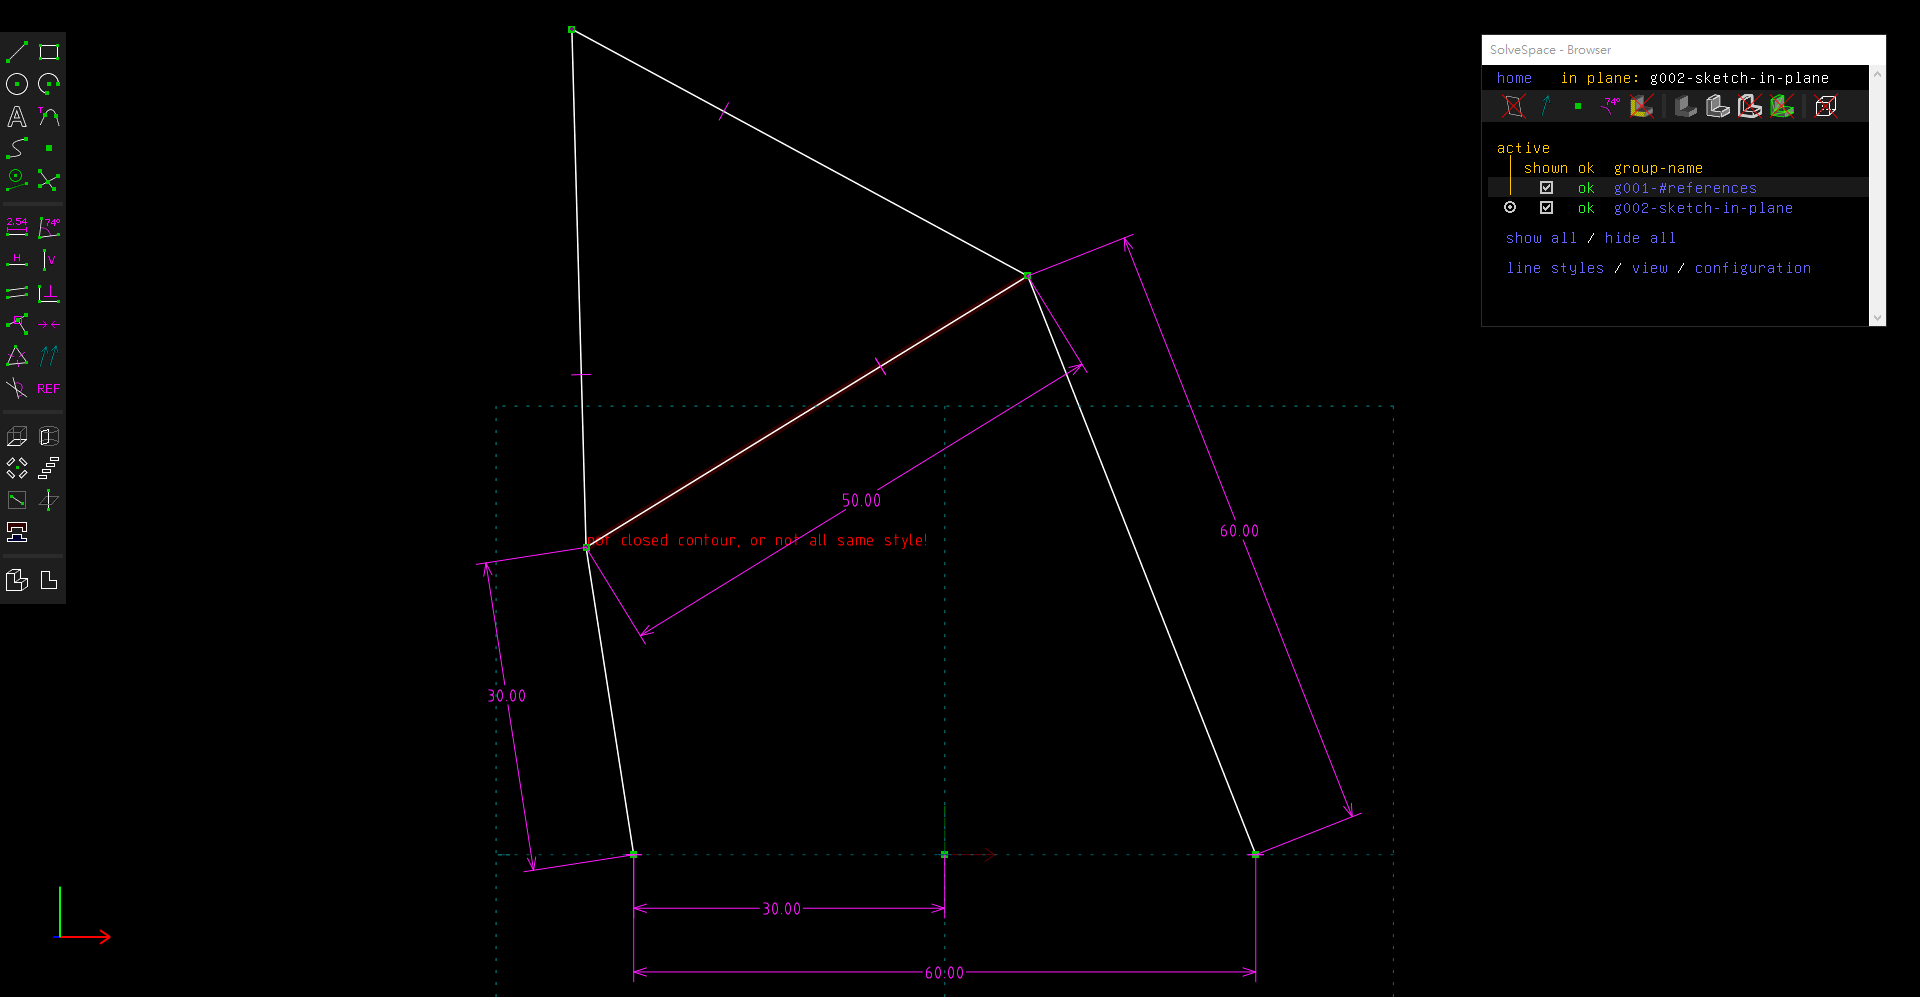 SolveSpace - Browser
home in plane: g002-sketch-in-plane
74°
active
shown ok group-name
ok g001-#references
ok g002-sketch-in-plane
show all / hide all
line styles / view / configuration
A T
2.54 74°
H V
REF
50.00
60.00
closed contour, or not all same style!
30.00
30.00
60.00